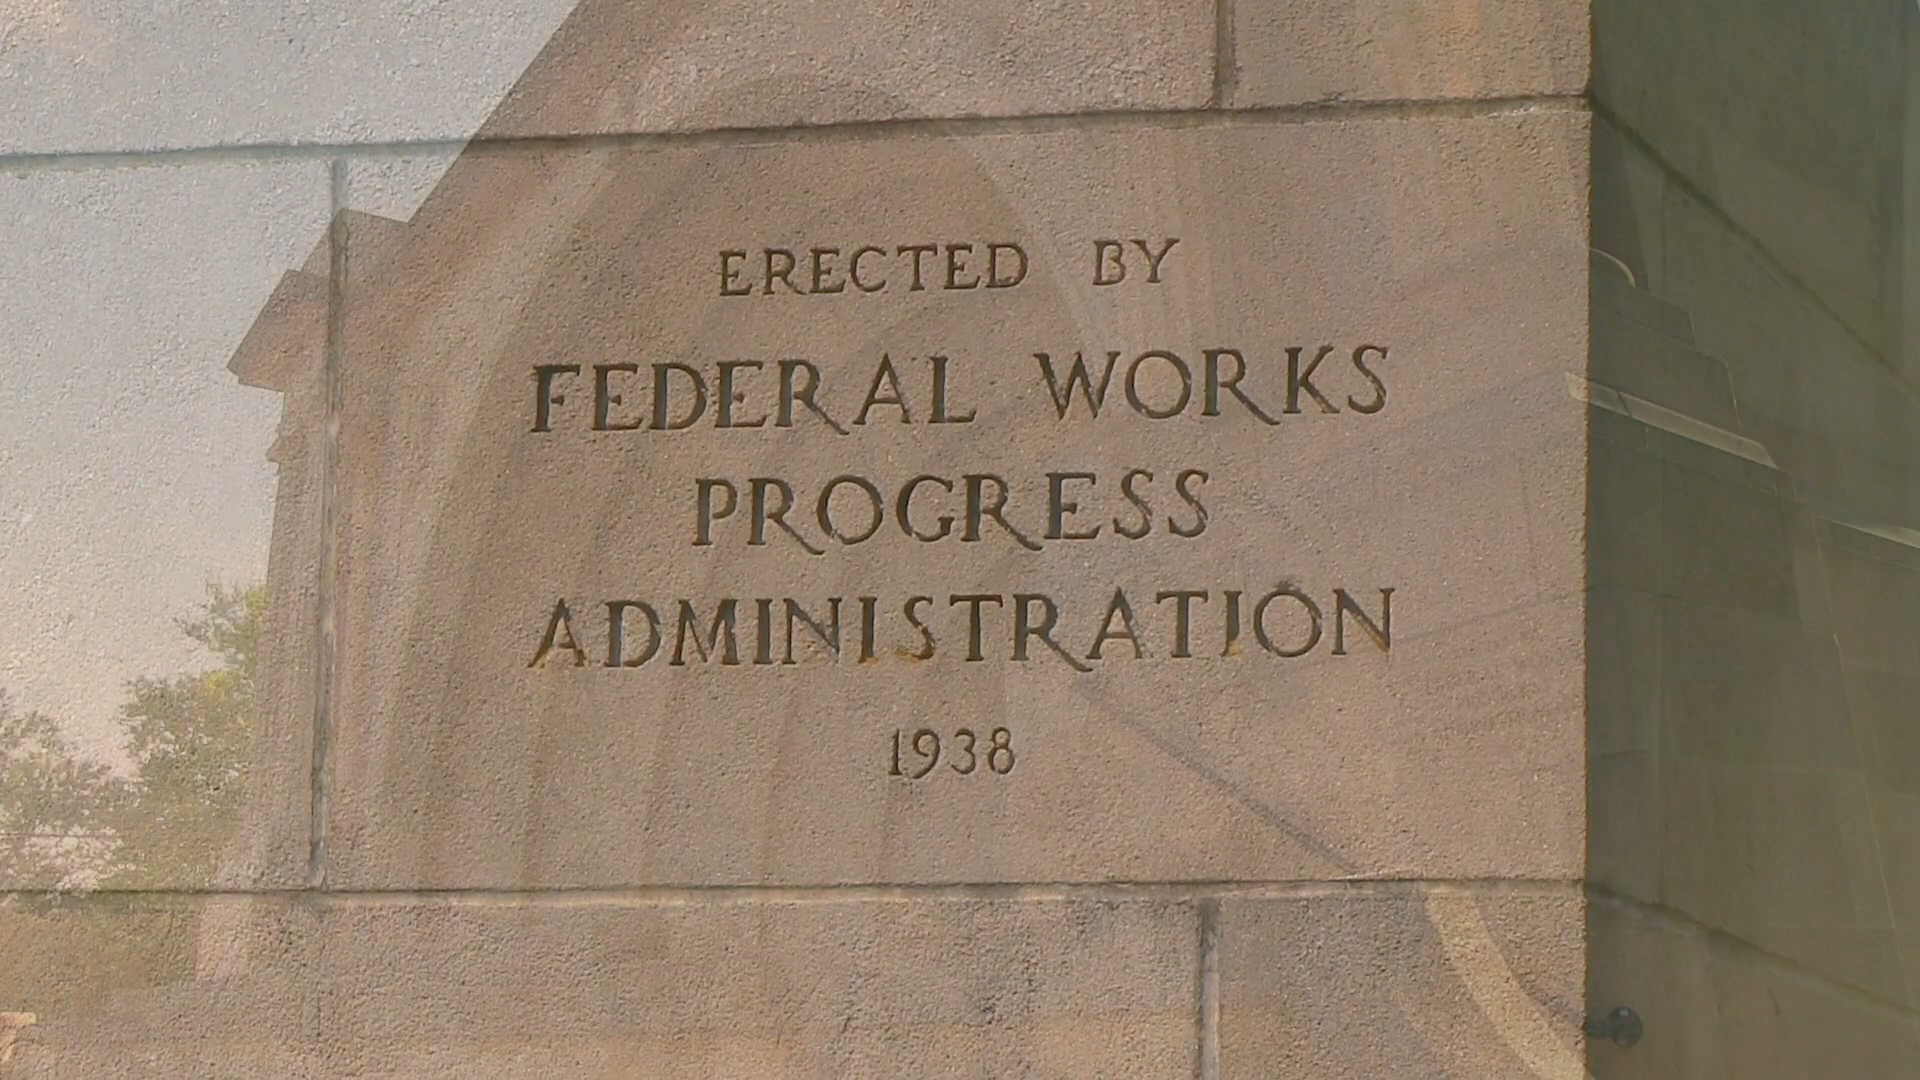 ERECTED BY
FEDERAL WORKS
PROGRESS
ADMINISTRATION
1938